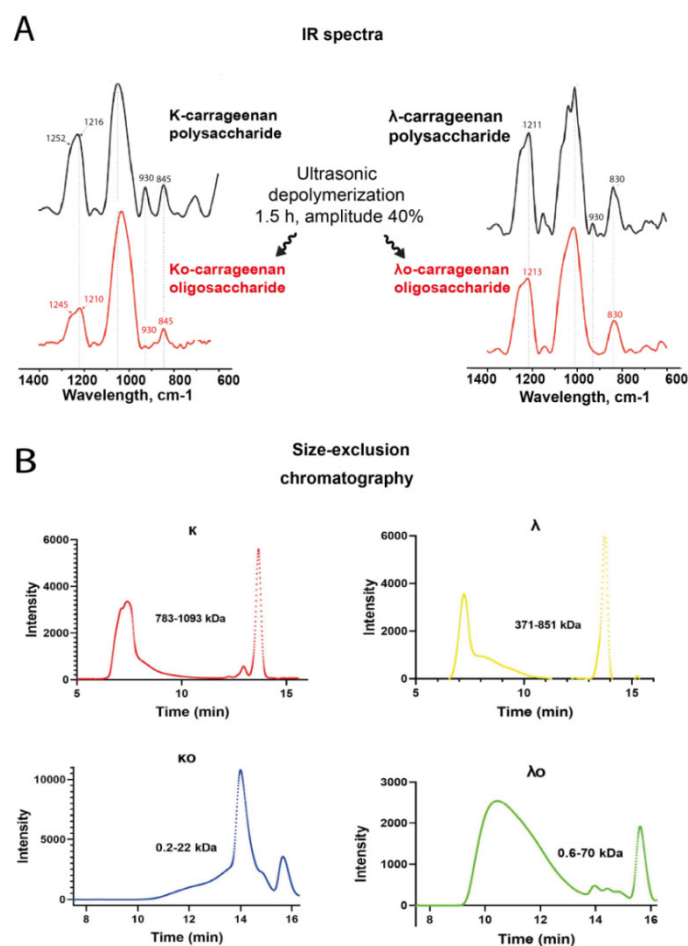 A
IR spectra
K-carrageenan
polysaccharide
1252
1216
930
845
λ-carrageenan
polysaccharide
1211
930
830
Ultrasonic
depolymerization
1.5 h, amplitude 40%
Ko-carrageenan
oligosaccharide
1245
1210
930
845
λo-carrageenan
oligosaccharide
1213
830
1400 1200 1000 800 600
Wavelength, cm-1
1400 1200 1000 800 600
Wavelength, cm-1
B
Size-exclusion
chromatography
K
Intensity
6000
4000
2000
0
783-1093 kDa
5 10 15
Time (min)
λ
Intensity
6000
4000
2000
0
371-851 kDa
5 10 15
Time (min)
KO
Intensity
10000
5000
0
0.2-22 kDa
8 10 12 14 16
Time (min)
λo
Intensity
3000
2000
1000
0
0.6-70 kDa
8 10 12 14 16
Time (min)